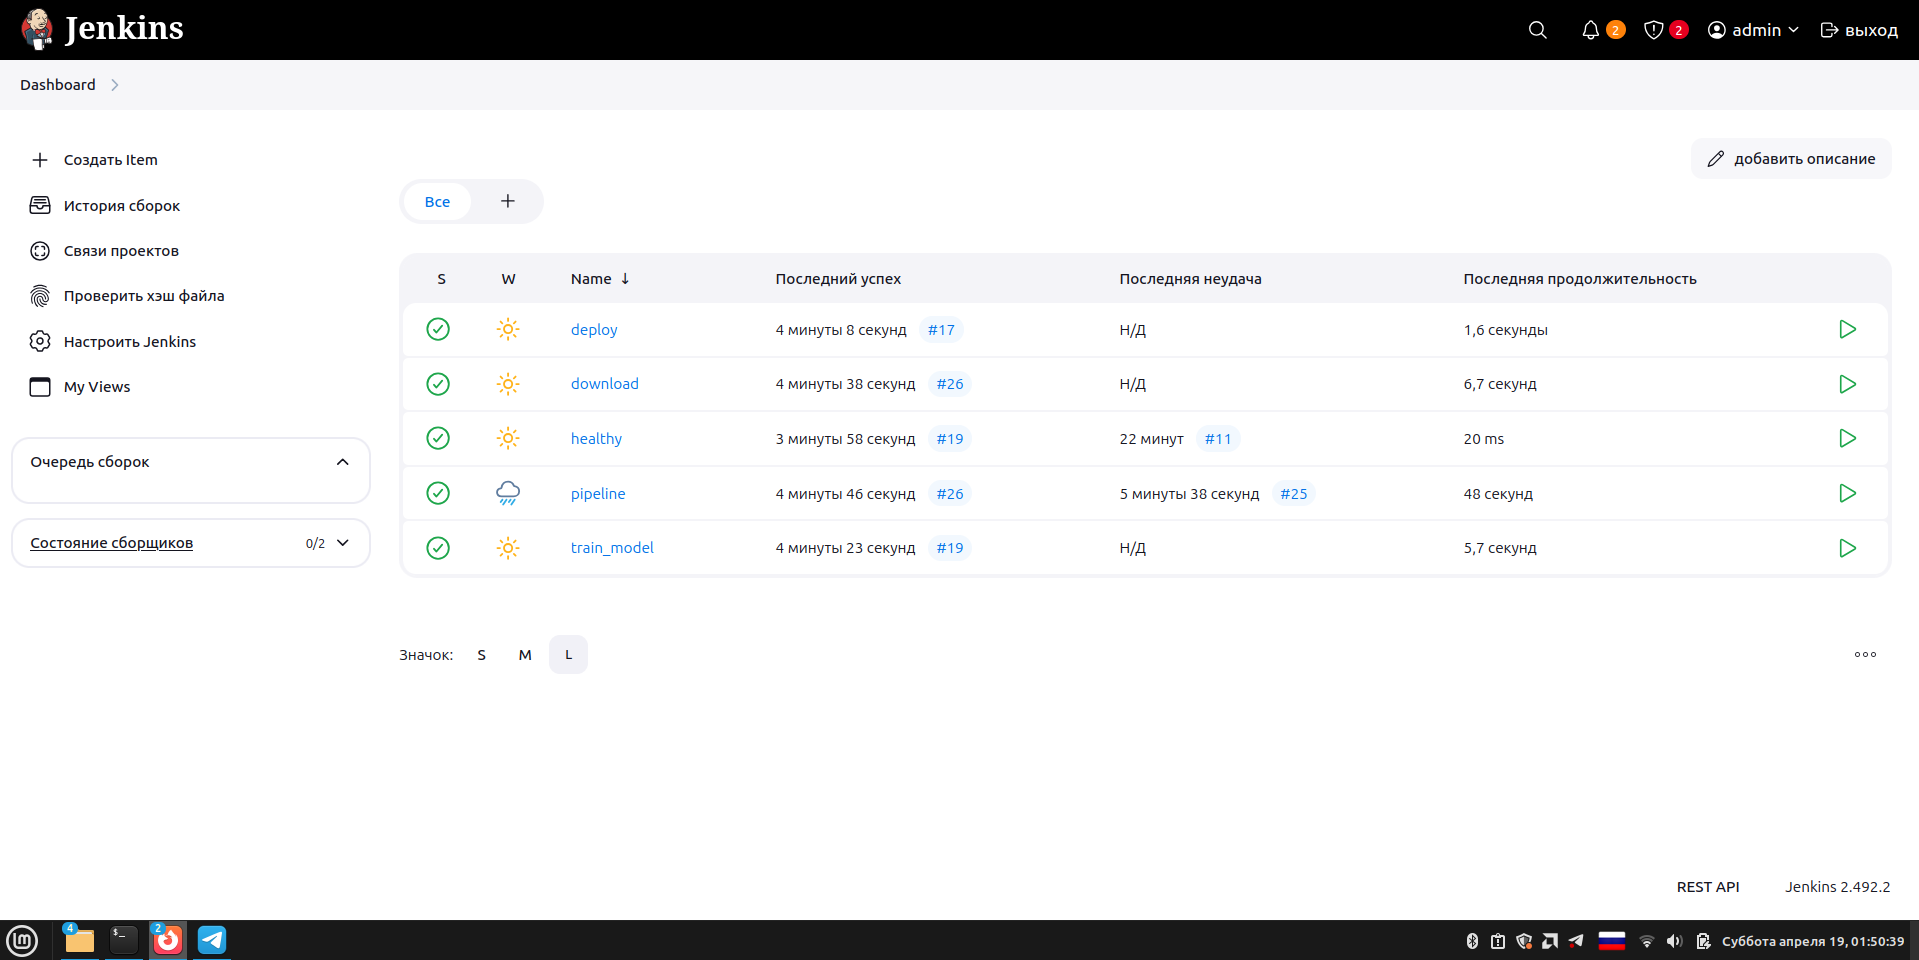 Jenkins
2
2
admin
выход
Dashboard
Создать Item
История сборок
Связи проектов
Проверить хэш файла
Настроить Jenkins
My Views
Очередь сборок
Состояние сборщиков 0/2
добавить описание
Все +
S W Name ↓ Последний успех Последняя неудача Последняя продолжительность
deploy 4 минуты 8 секунд #17 Н/Д 1,6 секунды
download 4 минуты 38 секунд #26 Н/Д 6,7 секунд
healthy 3 минуты 58 секунд #19 22 минут #11 20 ms
pipeline 4 минуты 46 секунд #26 5 минуты 38 секунд #25 48 секунд
train_model 4 минуты 23 секунд #19 Н/Д 5,7 секунд
Значок: S M L
REST API Jenkins 2.492.2
4
$_
2
Суббота апреля 19, 01:50:39